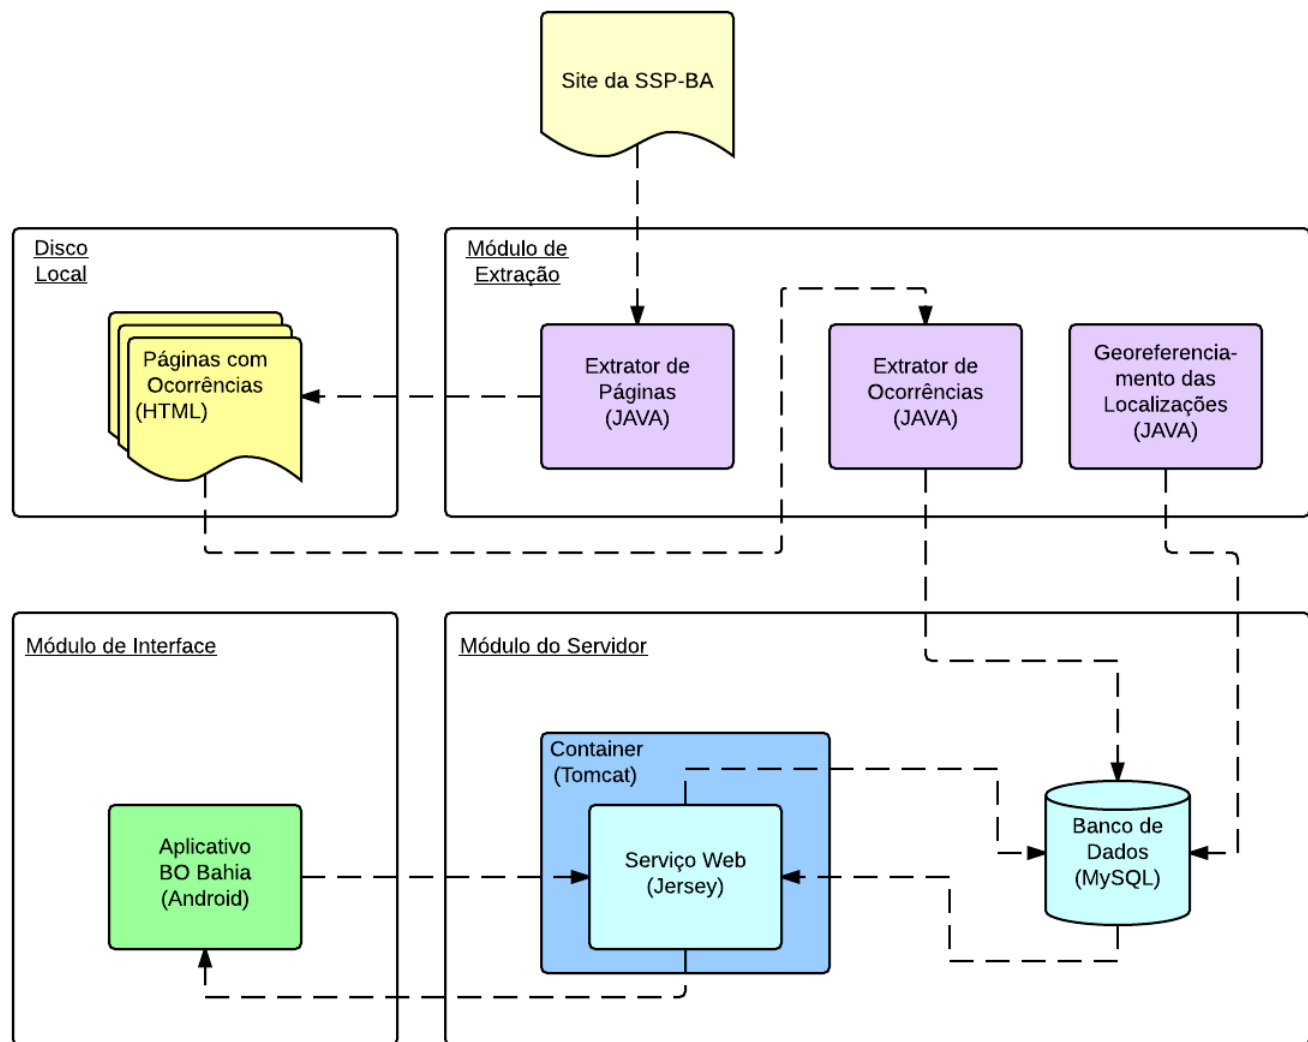 Site da SSP-BA
Disco
Local
Módulo de
Extração
Páginas com
Ocorrências
(HTML)
Extrator de
Páginas
(JAVA)
Extrator de
Ocorrências
(JAVA)
Georeferencia-
mento das
Localizações
(JAVA)
Módulo de Interface
Módulo do Servidor
Container
(Tomcat)
Aplicativo
BO Bahia
(Android)
Serviço Web
(Jersey)
Banco de
Dados
(MySQL)